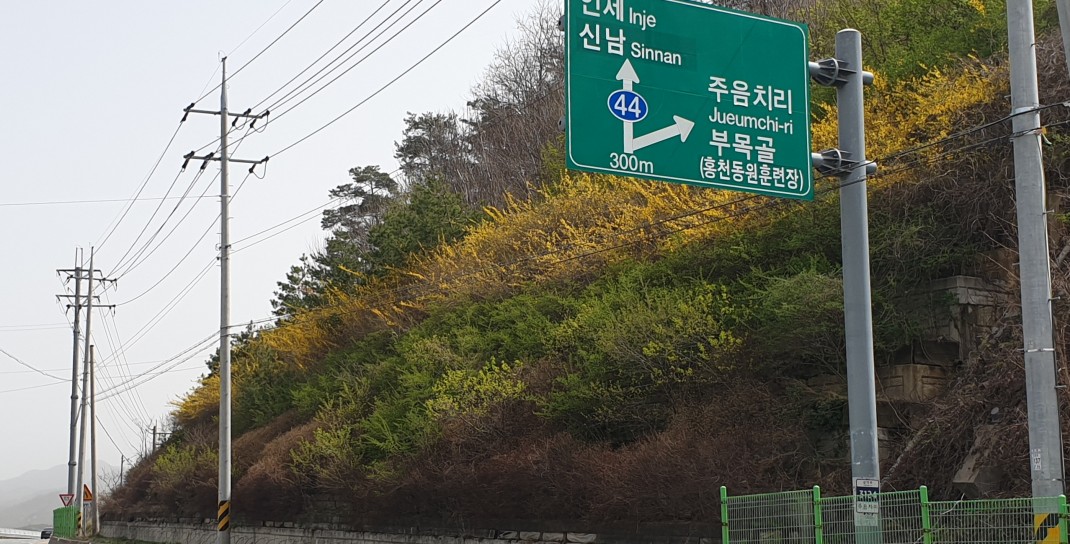 인제 Inje
신남 Sinnan
44
300m
주음치리
Jueumchi-ri
부목골
(홍천동원훈련장)